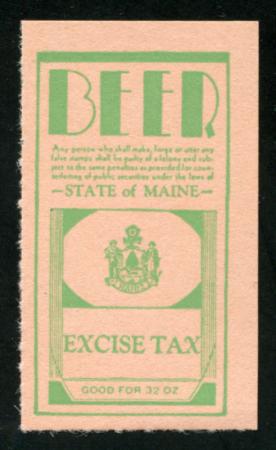 BEER
Any person who shall make, forge or utter any
false stamps shall be guilty of a felony and sub-
ject to the same penalties as provided for coun-
terfeiting of public securities under the laws of
-STATE of MAINE-
MAINE
EXCISE TAX
GOOD FOR 32 OZ